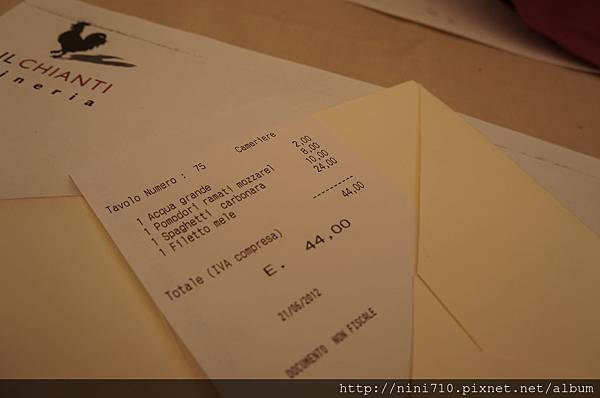 IL CHIANTI
ineria
Tavolo Numero : 75 Cameriere
1 Acqua grande 2,00
1 Pomodori ramati mozzare) 8,00
1 Spaghetti carbonara 10,00
1 Filetto mele 24,00
----------
44,00
Totale (IVA compresa)
E. 44,00
21/06/2012
DOCUMENTO NON FISCALE
http://nini710.pixnet.net/album